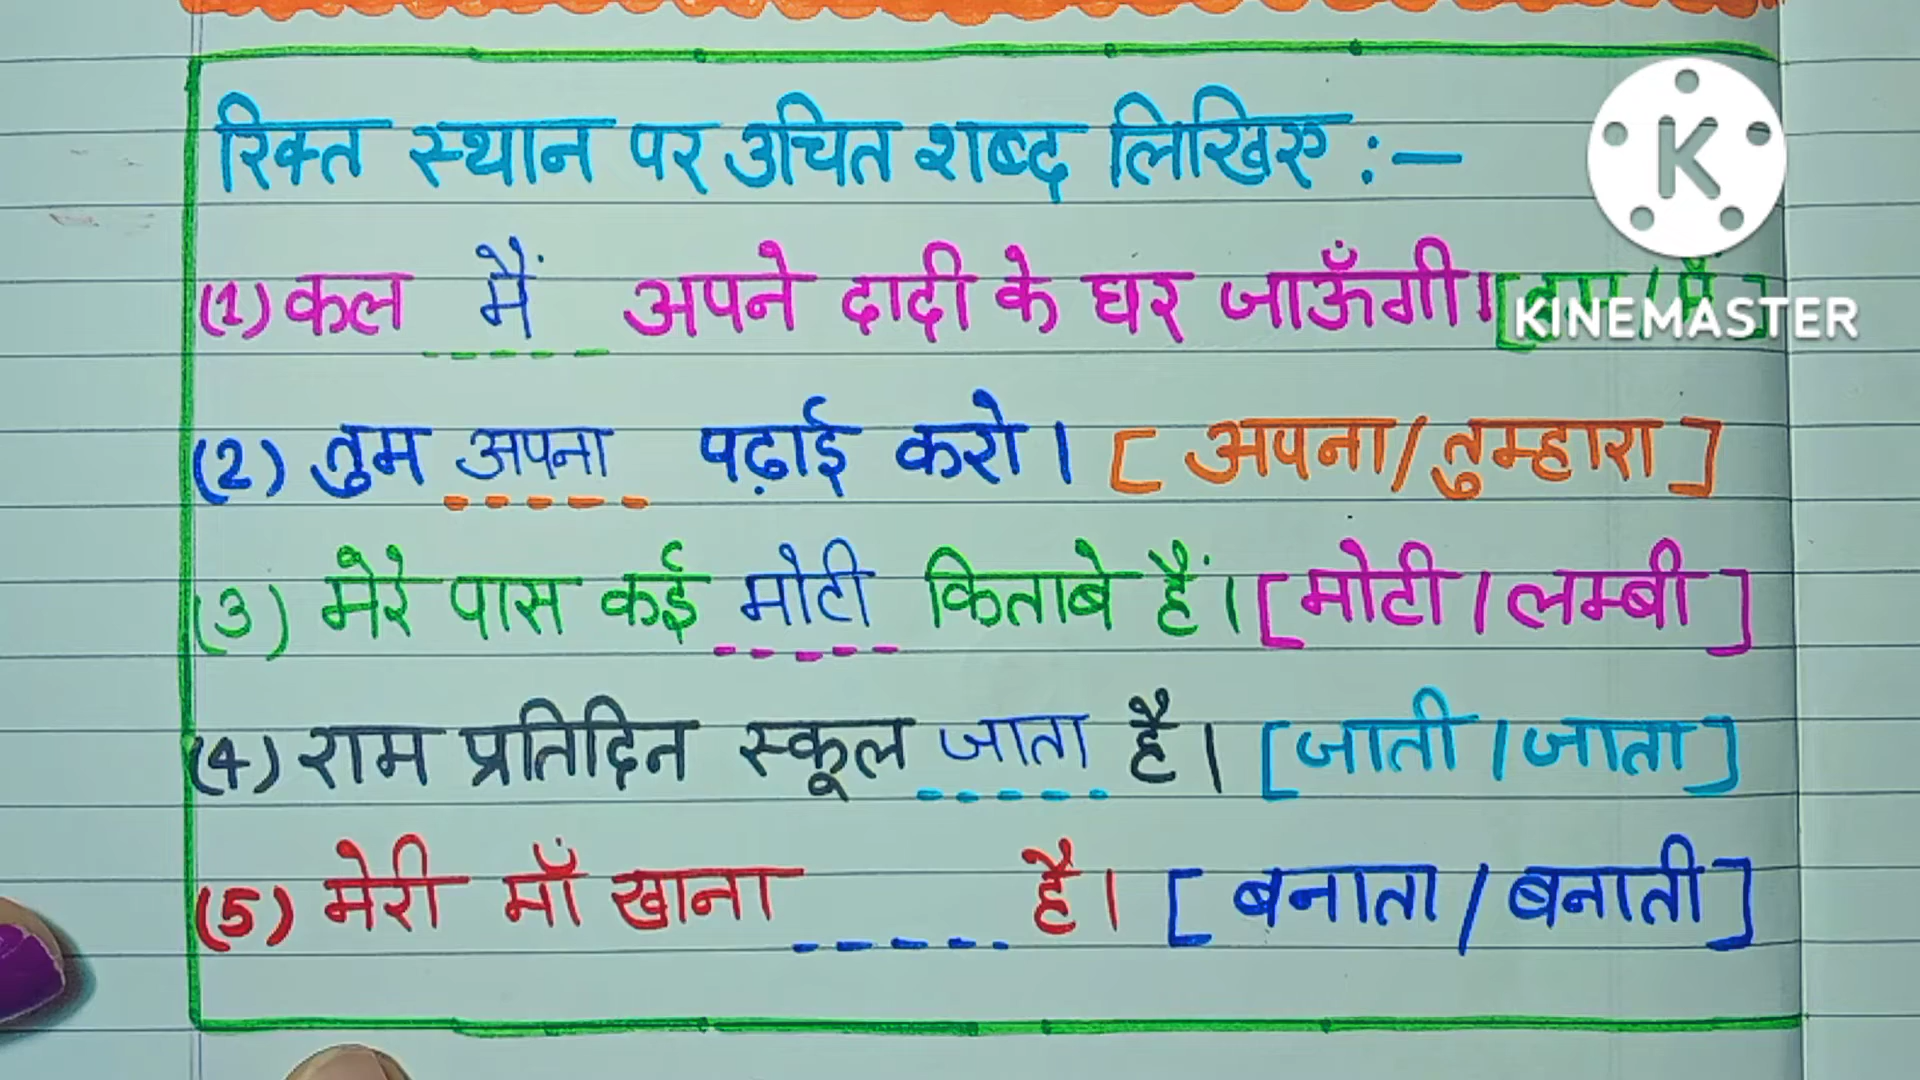 रिक्त स्थान पर उचित शब्द लिखिए :—
(1) कल मैं अपने दादी के घर जाऊँगी। [ / मैं ]
KINEMASTER
(2) तुम अपना पढ़ाई करो। [ अपना / तुम्हारा ]
(3) मेरे पास कई मोटी किताबे हैं। [ मोटी / लम्बी ]
(4) राम प्रतिदिन स्कूल जाता है। [ जाती / जाता ]
(5) मेरी माँ खाना ----- है। [ बनाता / बनाती ]